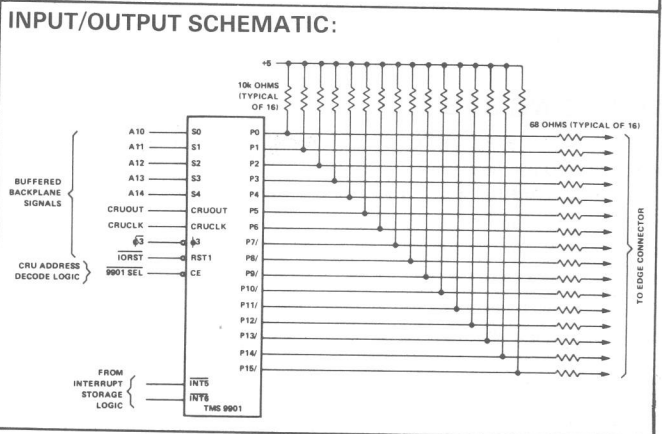 INPUT/OUTPUT SCHEMATIC:
+5
10k OHMS
(TYPICAL
OF 16)
68 OHMS (TYPICAL OF 16)
A10
A11
A12
A13
A14
CRUOUT
CRUCLK
ϕ3
IORST
9901 SEL
BUFFERED
BACKPLANE
SIGNALS
CRU ADDRESS
DECODE LOGIC
S0
S1
S2
S3
S4
CRUOUT
CRUCLK
ϕ3
RST1
CE
P0
P1
P2
P3
P4
P5
P6
P7/
P8/
P9/
P10/
P11/
P12/
P13/
P14/
P15/
TO EDGE CONNECTOR
FROM
INTERRUPT
STORAGE
LOGIC
INT5
INT6
TMS 9901